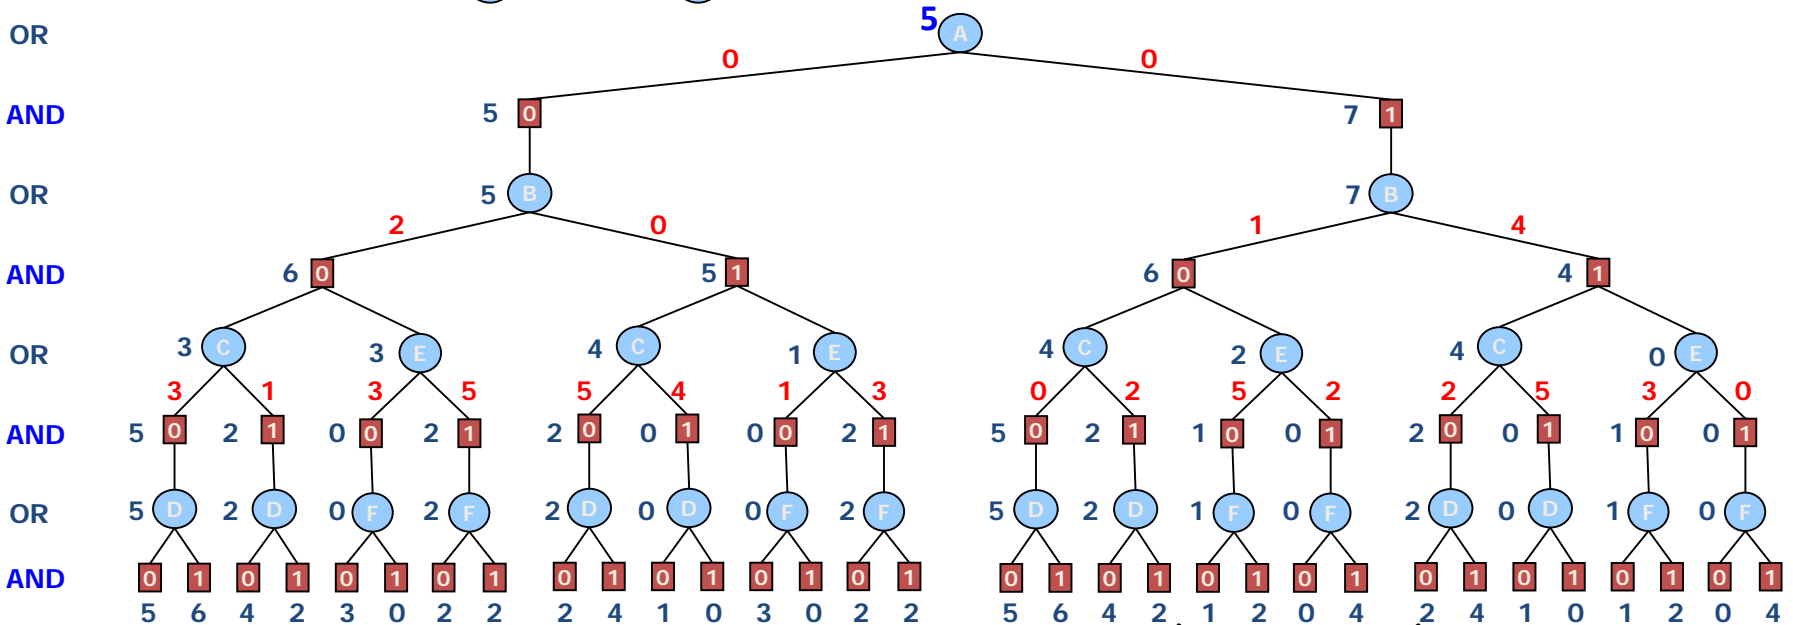 OR 5 A
0 0
AND 5 0 7 1
OR 5 B 7 B
2 0 1 4
AND 6 0 5 1 6 0 4 1
OR 3 C 3 E 4 C 1 E 4 C 2 E 4 C 0 E
3 1 3 5 5 4 1 3 0 2 5 2 2 5 3 0
AND 5 0 2 1 0 0 2 1 2 0 0 1 0 0 2 1 5 0 2 1 1 0 0 1 2 0 0 1 1 0 0 1
OR 5 D 2 D 0 F 2 F 2 D 0 D 0 F 2 F 5 D 2 D 1 F 0 F 2 D 0 D 1 F 0 F
AND 0 1 0 1 0 1 0 1 0 1 0 1 0 1 0 1 0 1 0 1 0 1 0 1 0 1 0 1 0 1 0 1
5 6 4 2 3 0 2 2 2 4 1 0 3 0 2 2 5 6 4 2 1 2 0 4 2 4 1 0 1 2 0 4